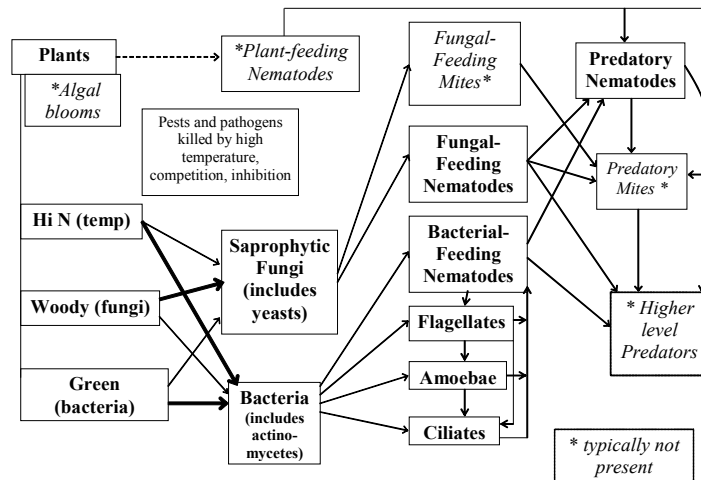 Plants
*Algal
blooms
*Plant-feeding
Nematodes
Pests and pathogens
killed by high
temperature,
competition, inhibition
Hi N (temp)
Woody (fungi)
Green
(bacteria)
Saprophytic
Fungi
(includes
yeasts)
Bacteria
(includes
actino-
mycetes)
Fungal-
Feeding
Mites*
Fungal-
Feeding
Nematodes
Bacterial-
Feeding
Nematodes
Flagellates
Amoebae
Ciliates
Predatory
Nematodes
Predatory
Mites *
* Higher
level
Predators
* typically not
present